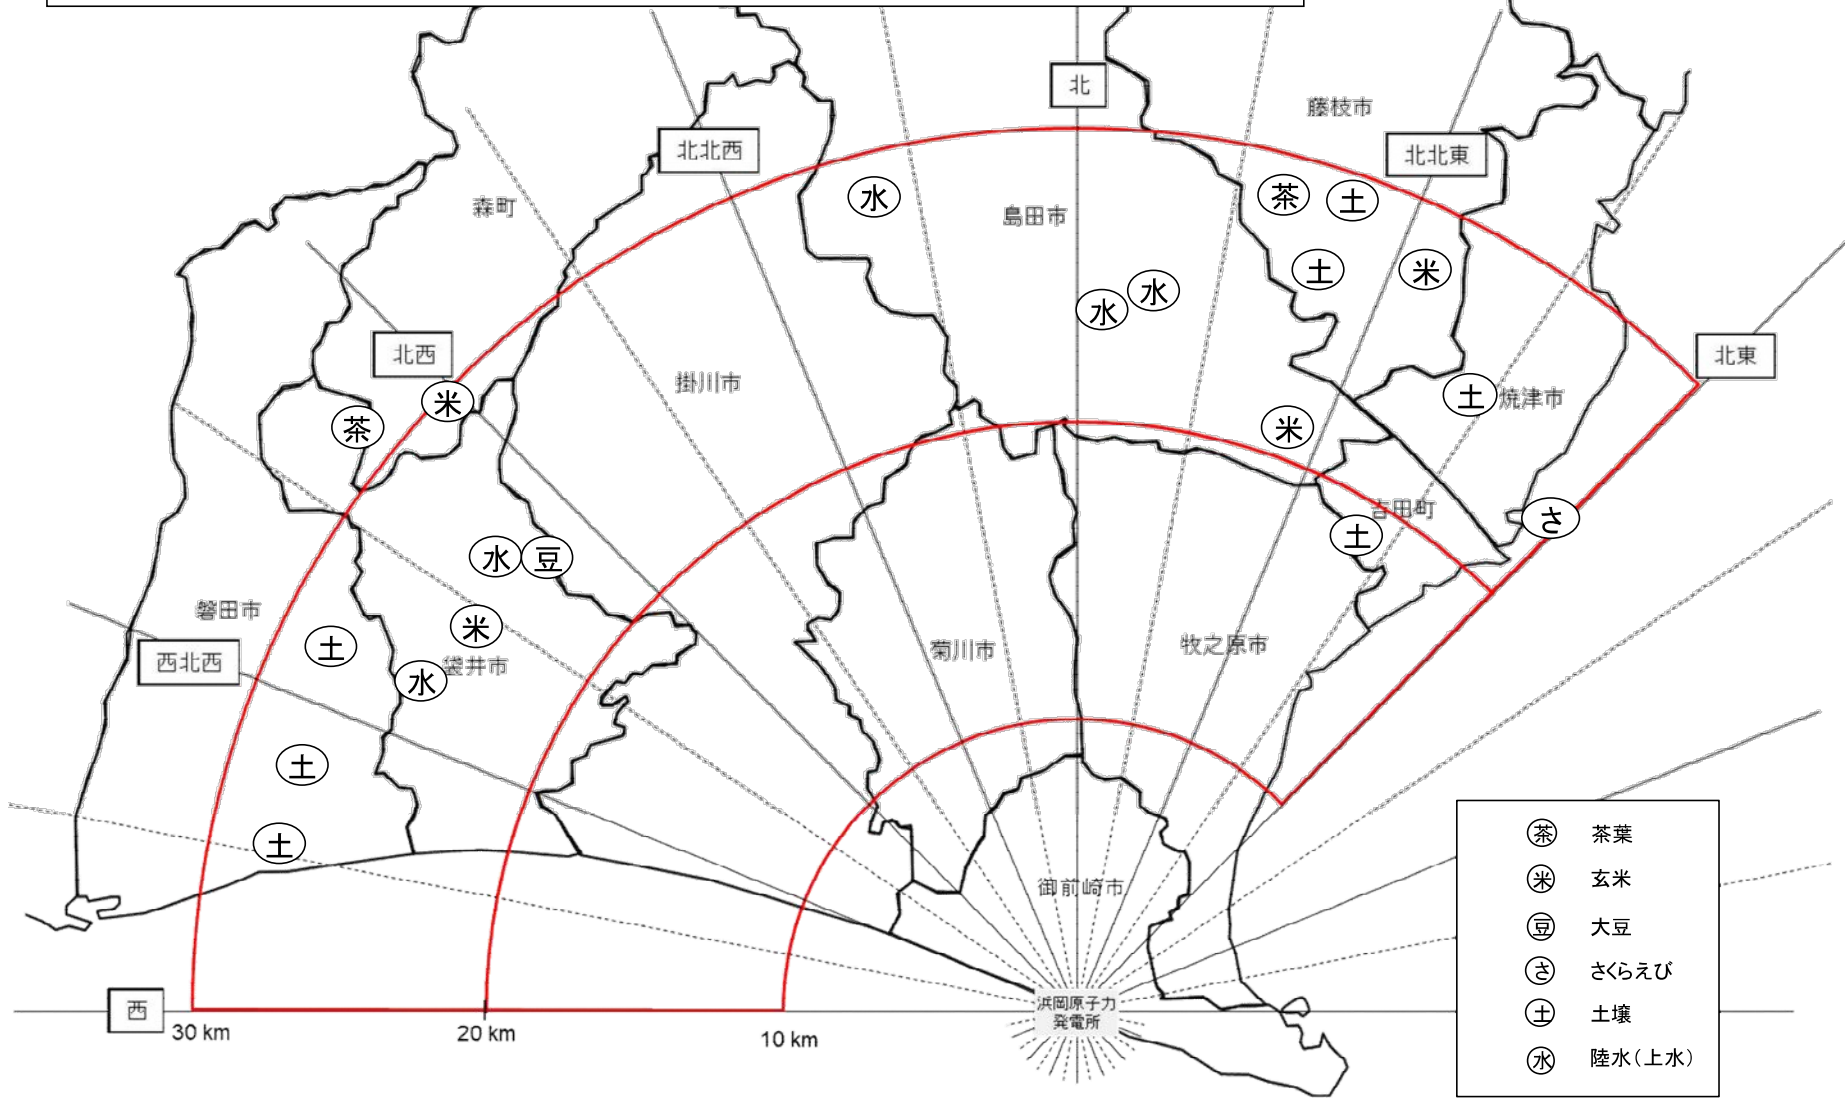 北
藤枝市
北北西
北北東
茶
土
水
森町
島田市
土
米
水
水
北西
北東
掛川市
米
土
焼津市
茶
米
吉田町
さ
土
水
豆
磐田市
米
土
菊川市
牧之原市
西北西
袋井市
水
土
土
御前崎市
茶 茶葉
米 玄米
豆 大豆
さ さくらえび
土 土壌
水 陸水(上水)
浜岡原子力
発電所
西
30 km
20 km
10 km